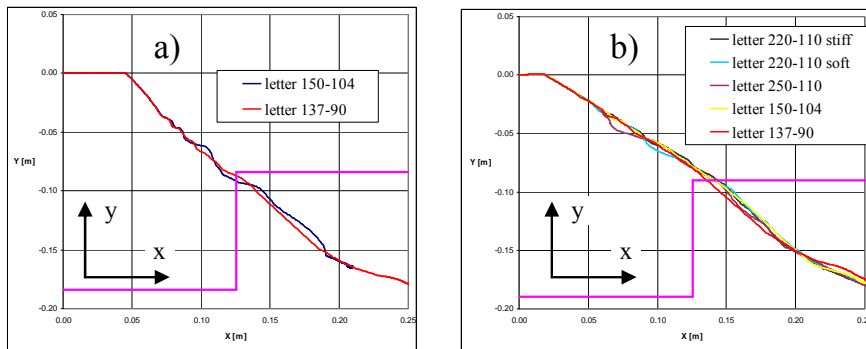 a)
0.05
0.00
-0.05
-0.10
-0.15
-0.20
Y [m]
letter 150-104
letter 137-90
y
x
0.00 0.05 0.10 0.15 0.20 0.25
X [m]
b)
0.05
0.00
-0.05
-0.10
-0.15
-0.20
Y [m]
letter 220-110 stiff
letter 220-110 soft
letter 250-110
letter 150-104
letter 137-90
y
x
0.00 0.05 0.10 0.15 0.20
X [m]